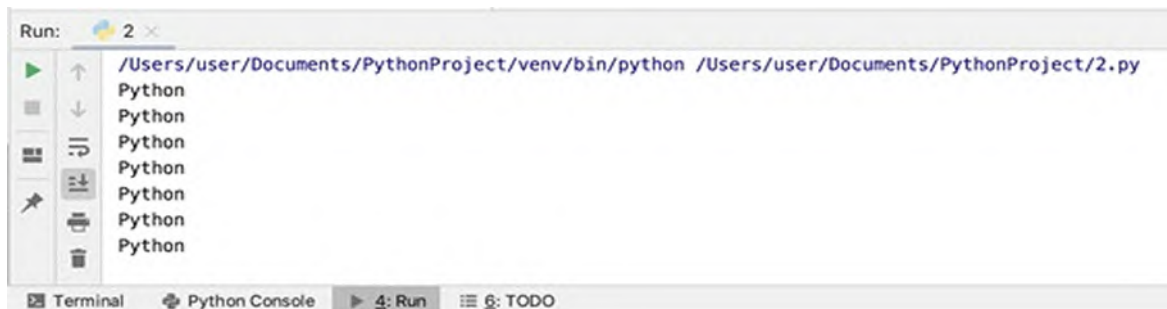 Run: 2
/Users/user/Documents/PythonProject/venv/bin/python /Users/user/Documents/PythonProject/2.py
Python
Python
Python
Python
Python
Python
Python
Terminal Python Console 4: Run 6: TODO